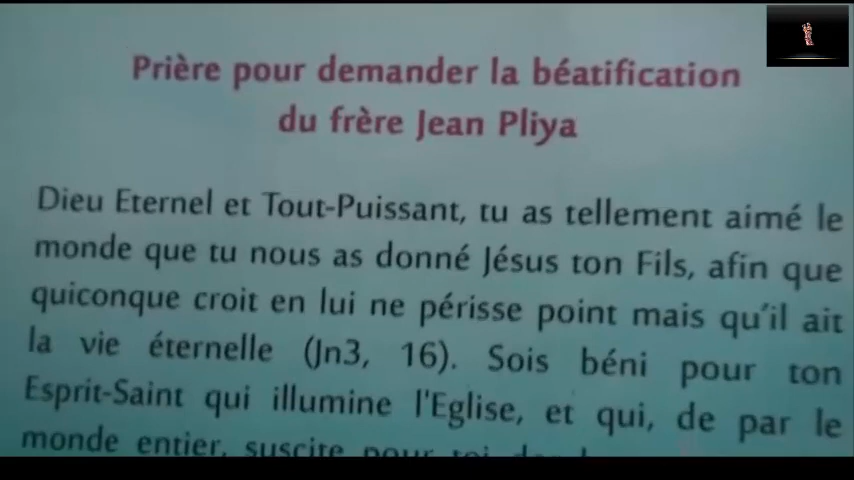 Prière pour demander la béatification
du frère Jean Pliya
Dieu Eternel et Tout-Puissant, tu as tellement aimé le
monde que tu nous as donné Jésus ton Fils, afin que
quiconque croit en lui ne périsse point mais qu'il ait
la vie éternelle (Jn3, 16). Sois béni pour ton
Esprit-Saint qui illumine l'Eglise, et qui, de par le
monde entier, suscite pour toi